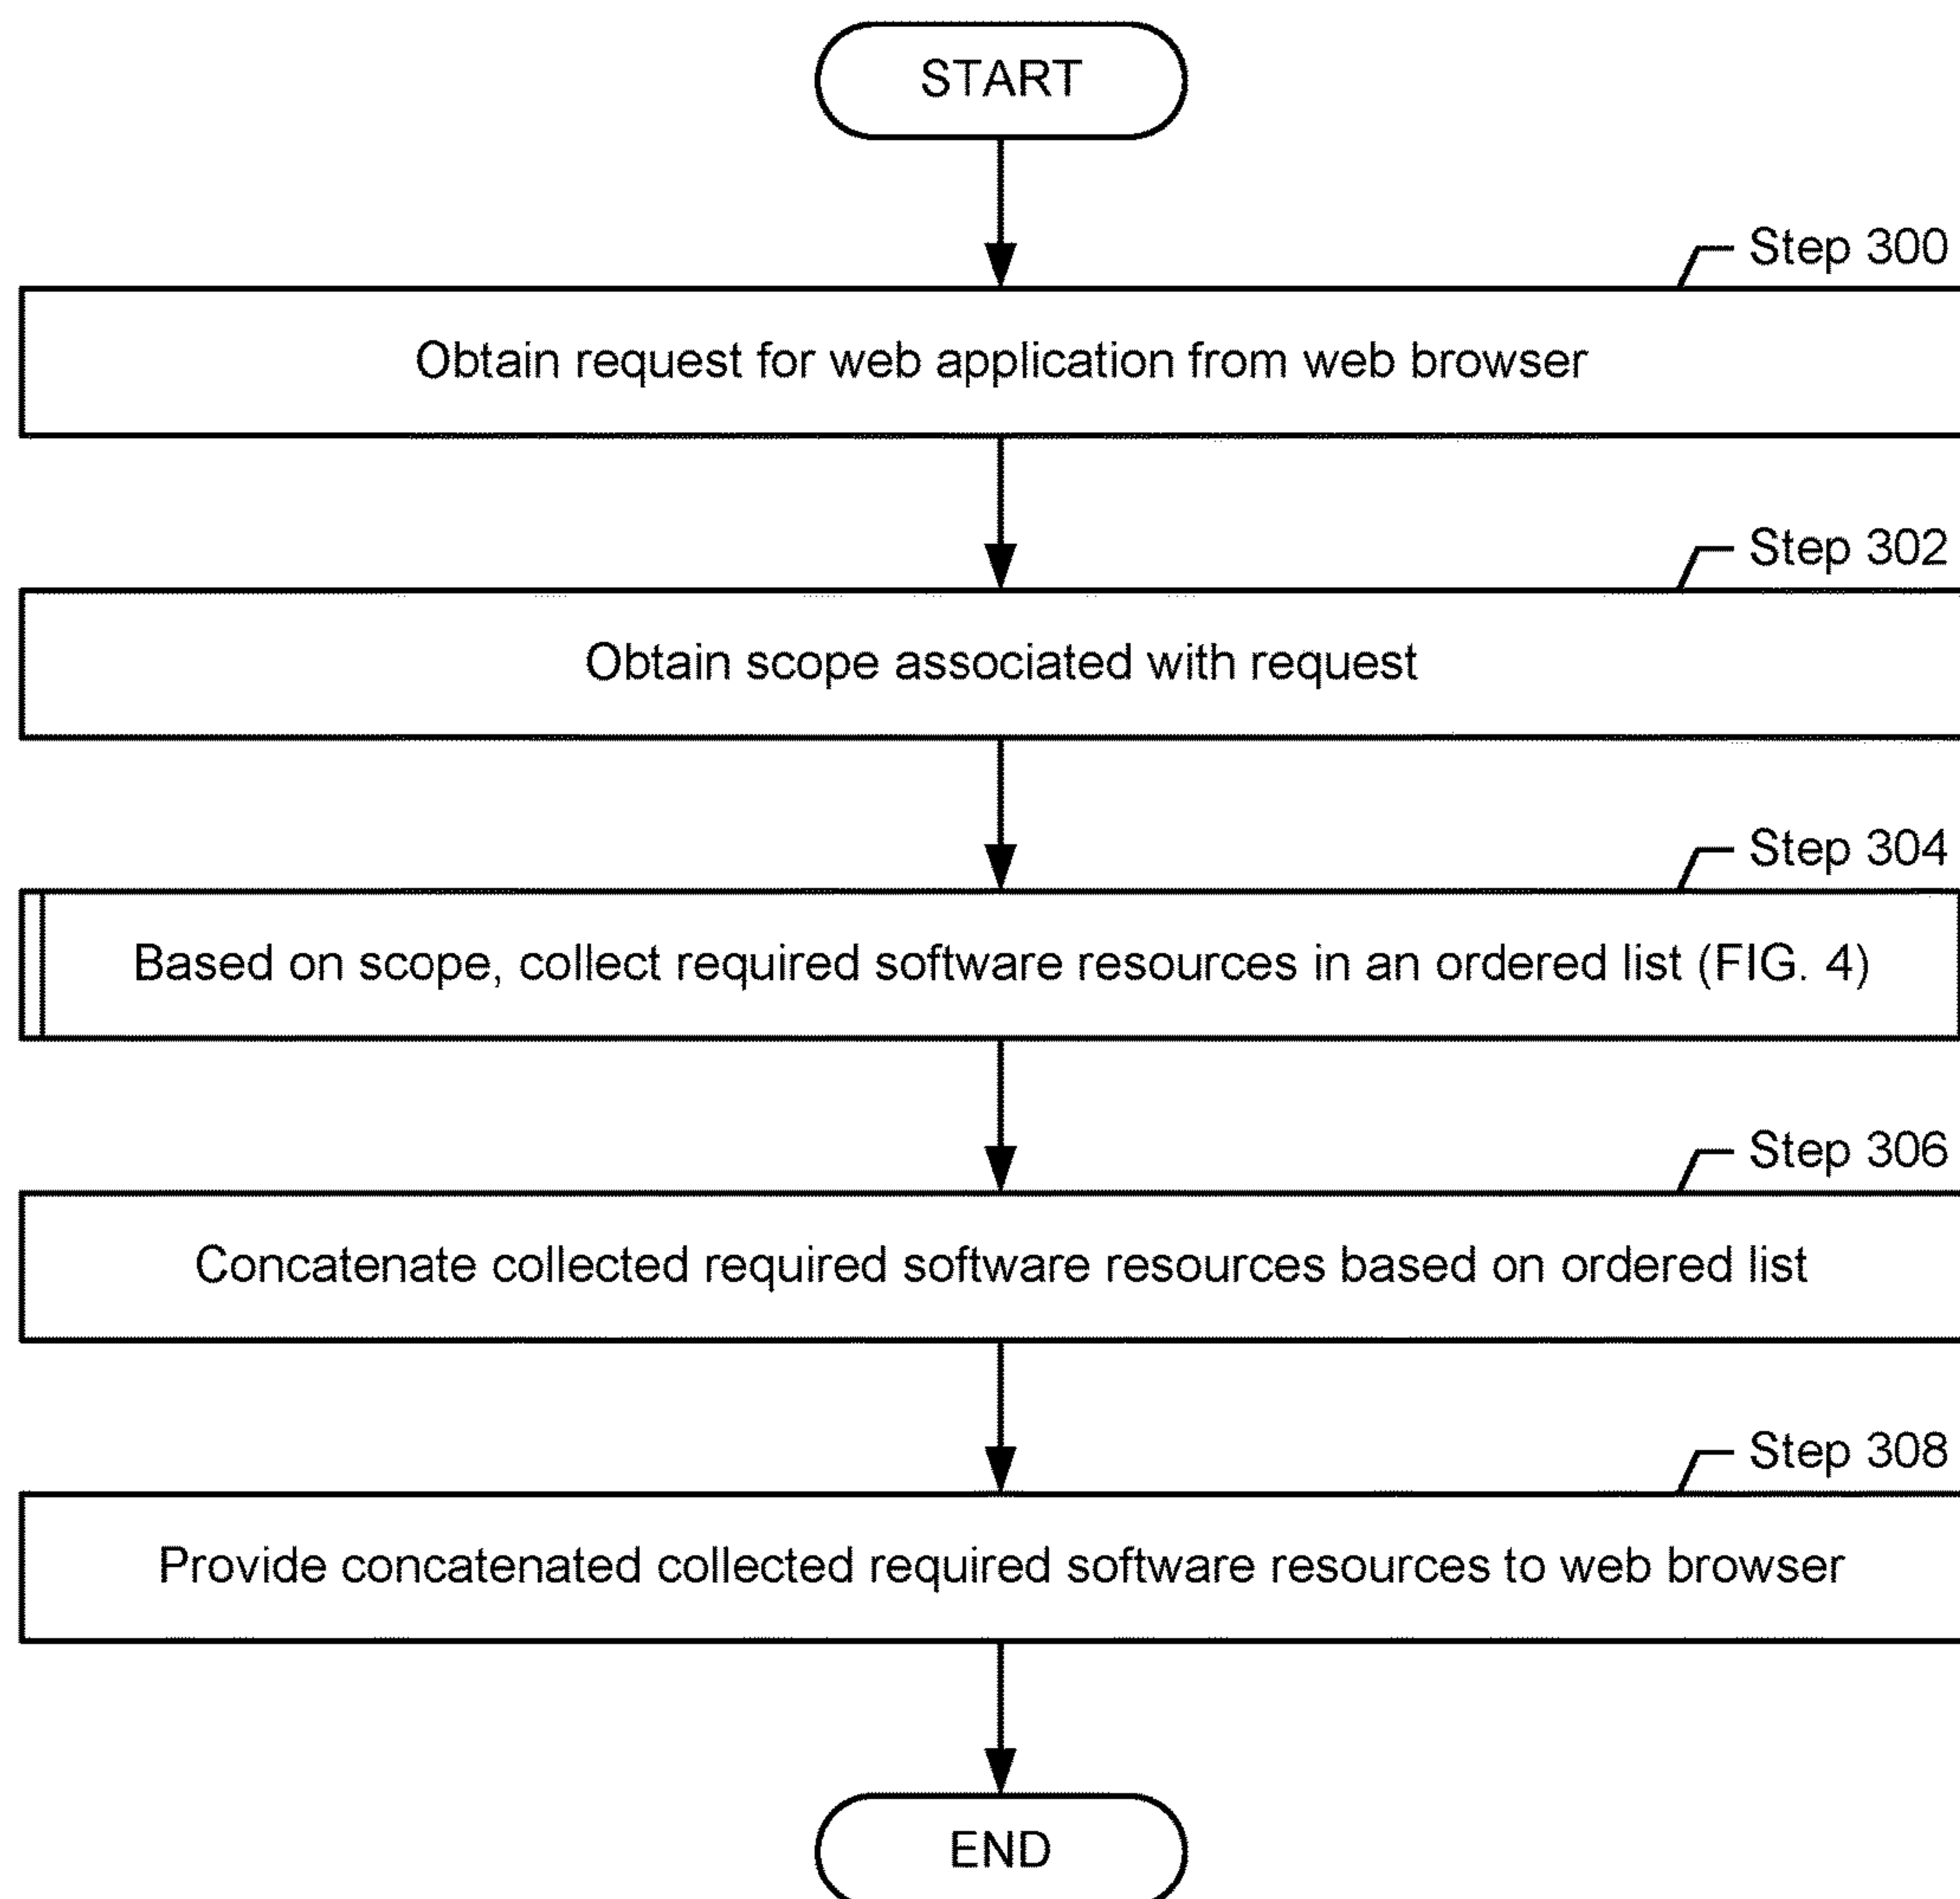 START
Step 300
Obtain request for web application from web browser
Step 302
Obtain scope associated with request
Step 304
Based on scope, collect required software resources in an ordered list (FIG. 4)
Step 306
Concatenate collected required software resources based on ordered list
Step 308
Provide concatenated collected required software resources to web browser
END